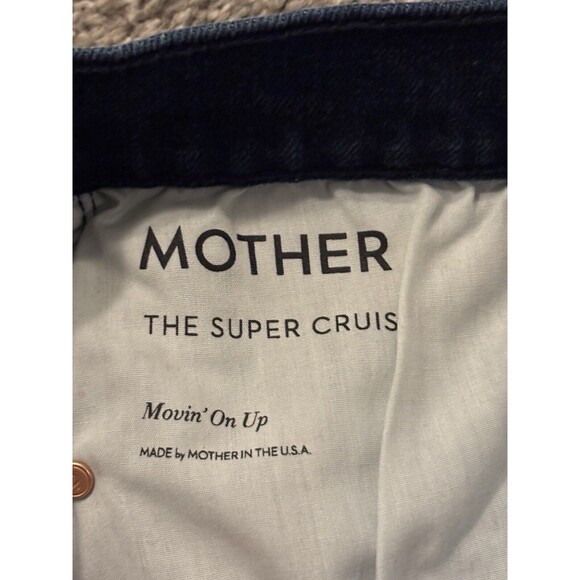 MOTHER
THE SUPER CRUIS
Movin' On Up
MADE by MOTHER IN THE U.S.A.